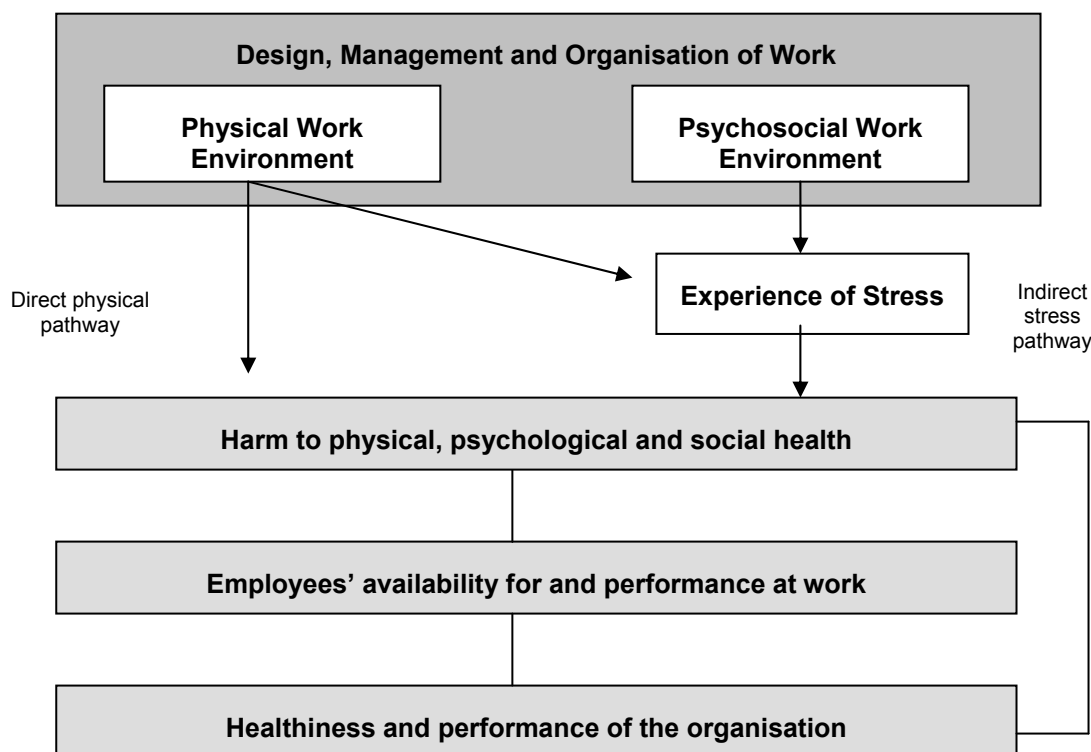 Design, Management and Organisation of Work
Physical Work
Environment
Psychosocial Work
Environment
Experience of Stress
Direct physical
pathway
Indirect
stress
pathway
Harm to physical, psychological and social health
Employees’ availability for and performance at work
Healthiness and performance of the organisation